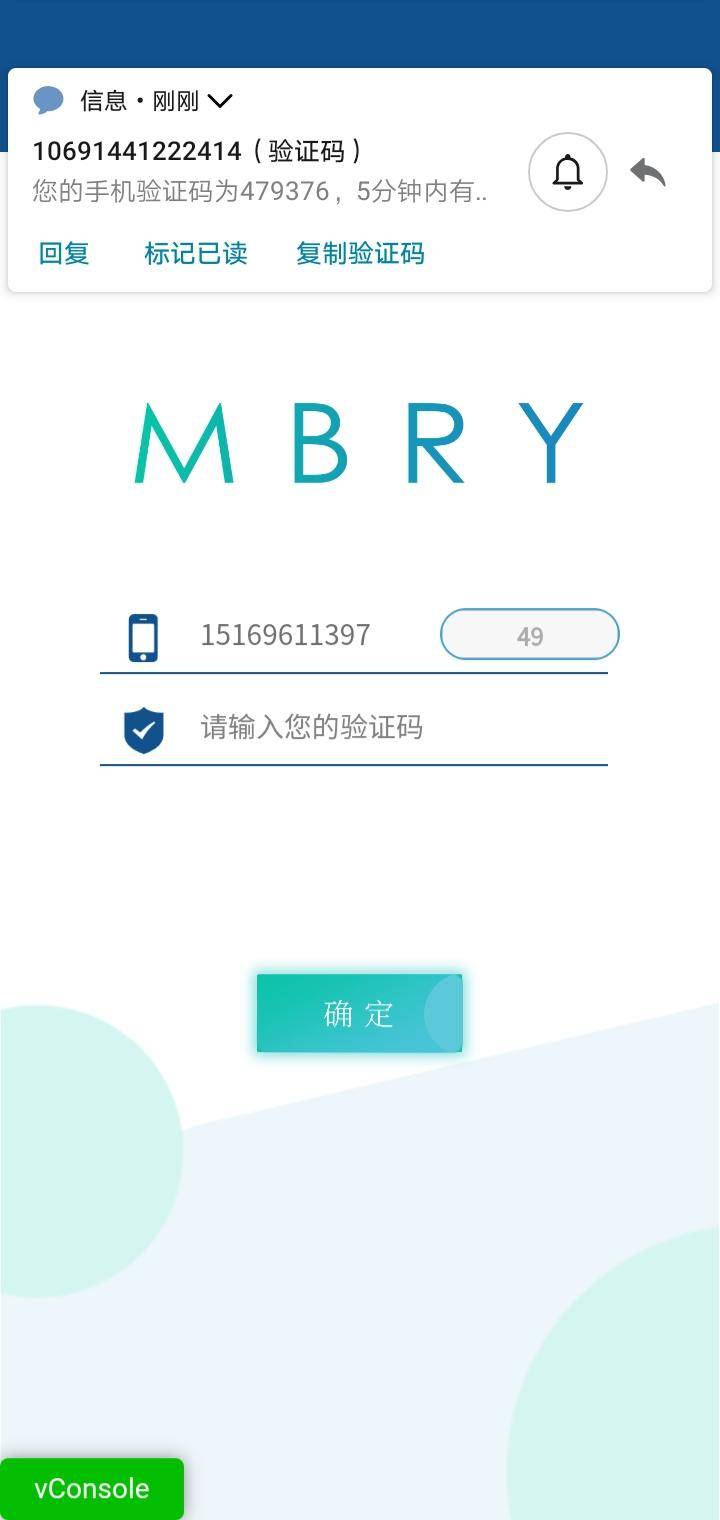 信息・刚刚
10691441222414（验证码）
您的手机验证码为479376，5分钟内有..
回复 标记已读 复制验证码
MBRY
15169611397 49
请输入您的验证码
确定
vConsole